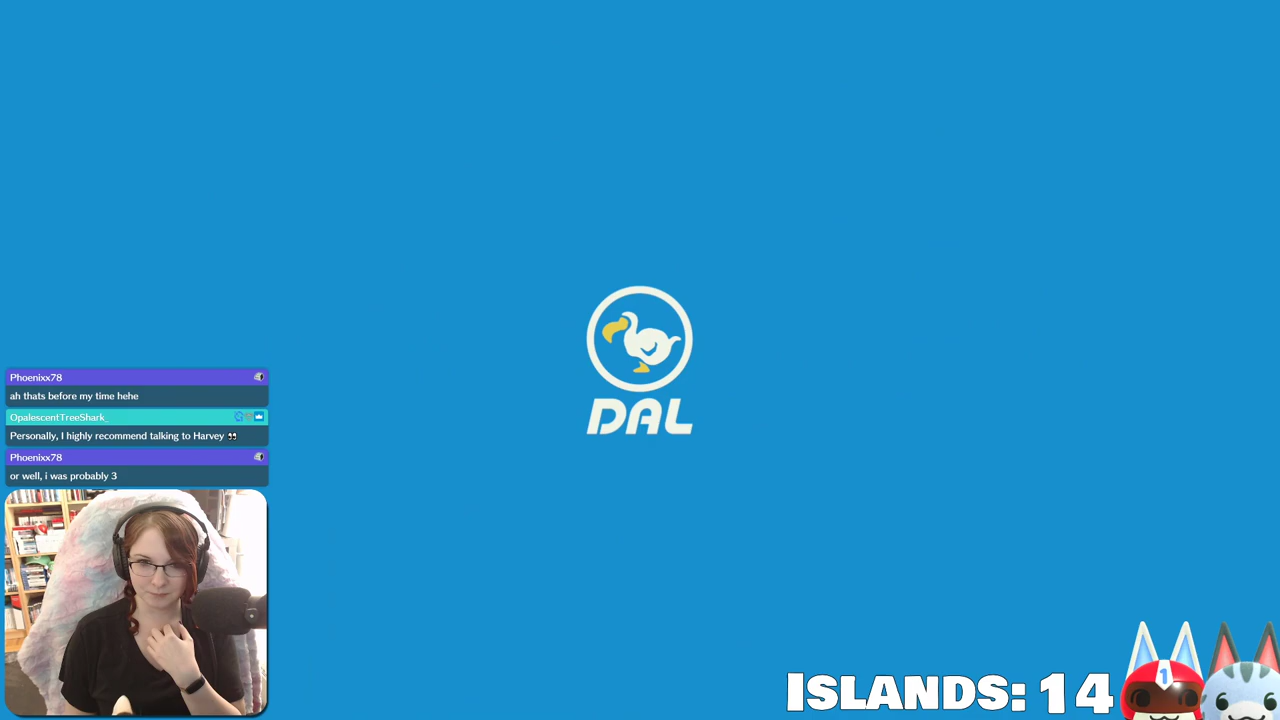 DAL
Phoenixx78
ah thats before my time hehe
OpalescentTreeShark_
Personally, I highly recommend talking to Harvey 👀
Phoenixx78
or well, i was probably 3
ISLANDS: 14
1